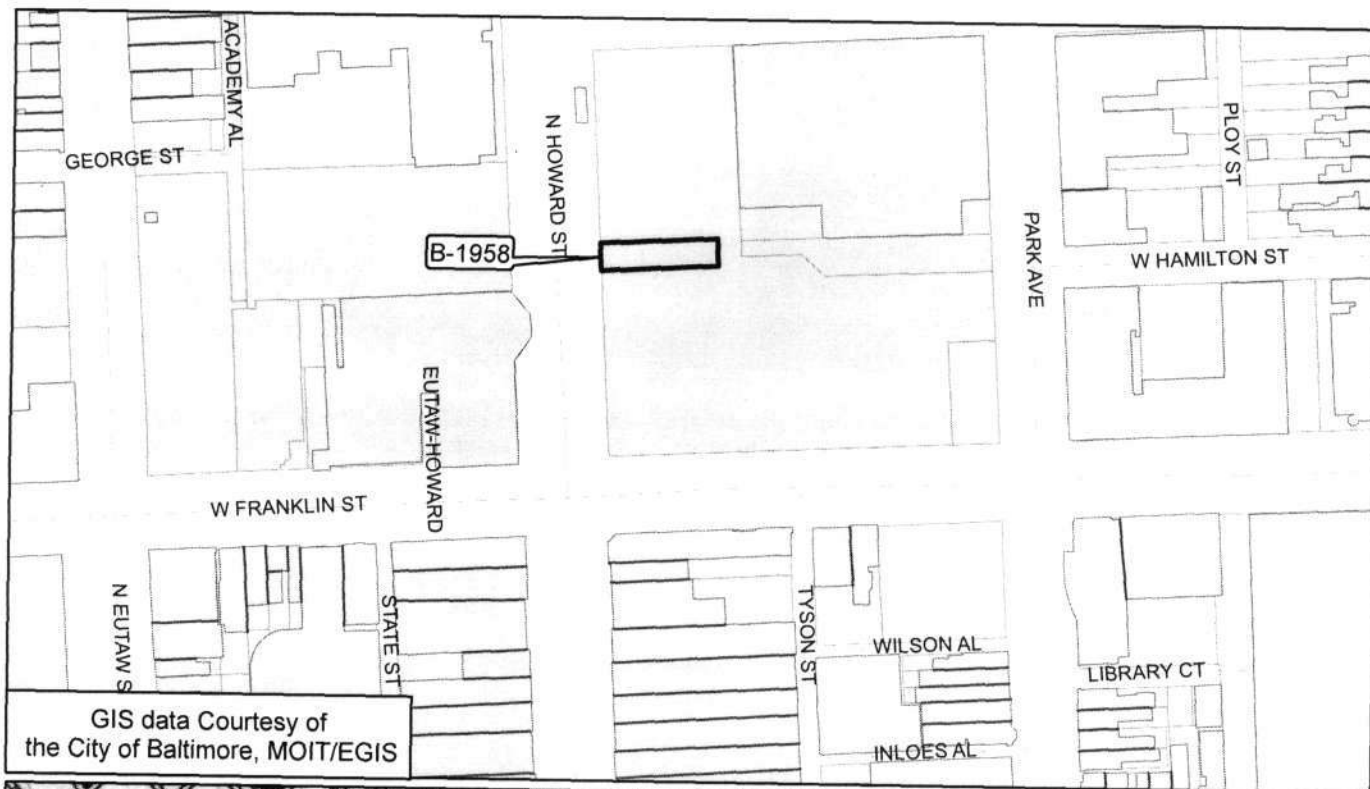 ACADEMY AL
GEORGE ST
N HOWARD ST
B-1958
PLOY ST
PARK AVE
W HAMILTON ST
EUTAW-HOWARD
W FRANKLIN ST
N EUTAW S
STATE ST
TYSON ST
WILSON AL
LIBRARY CT
INLOES AL
GIS data Courtesy of
the City of Baltimore, MOIT/EGIS